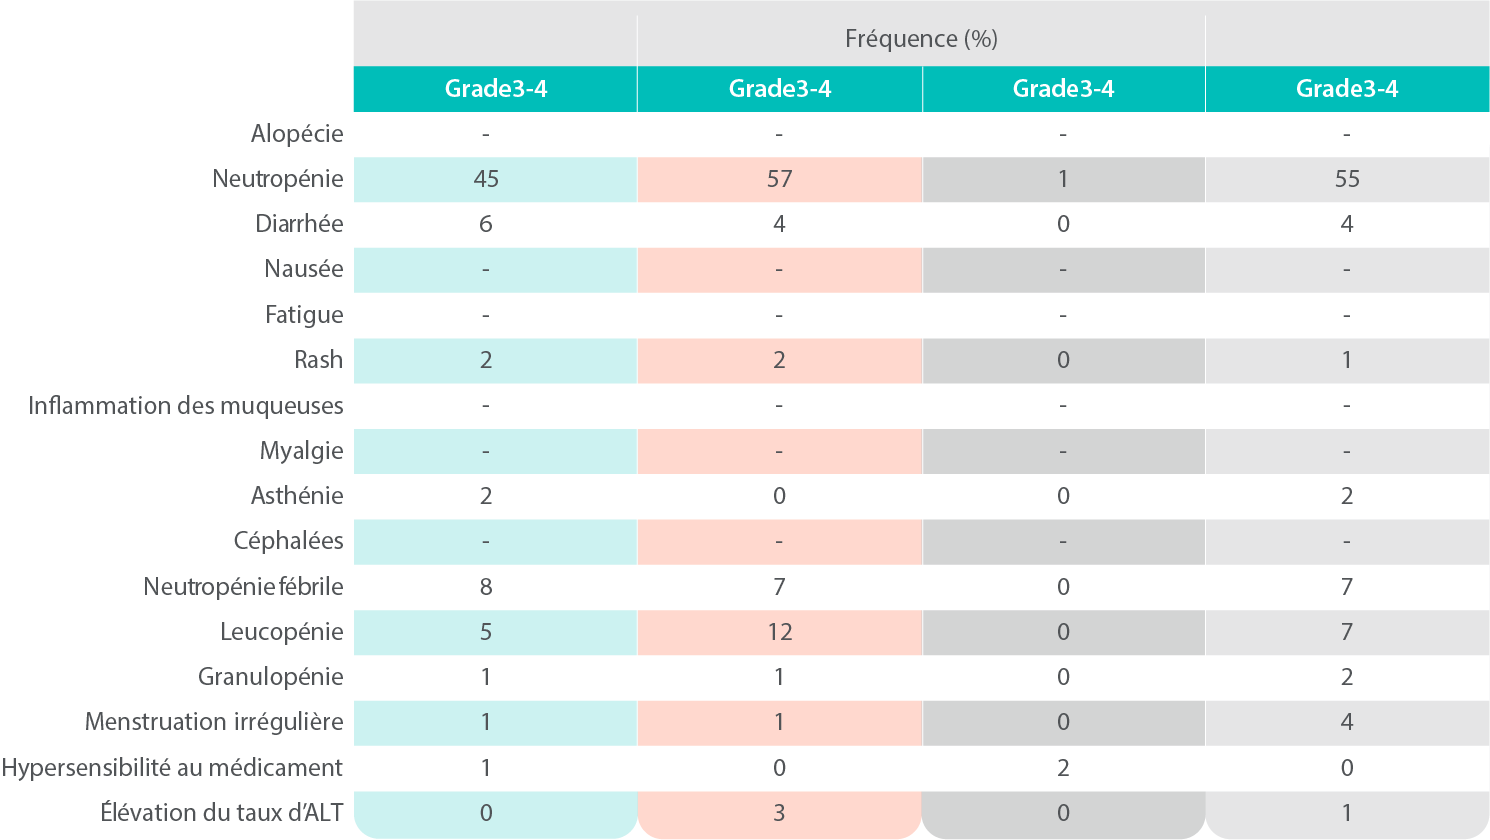 Fréquence (%)
Grade3-4 Grade3-4 Grade3-4 Grade3-4
Alopécie - - - -
Neutropénie 45 57 1 55
Diarrhée 6 4 0 4
Nausée - - - -
Fatigue - - - -
Rash 2 2 0 1
Inflammation des muqueuses - - - -
Myalgie - - - -
Asthénie 2 0 0 2
Céphalées - - - -
Neutropénie fébrile 8 7 0 7
Leucopénie 5 12 0 7
Granulopénie 1 1 0 2
Menstruation irrégulière 1 1 0 4
Hypersensibilité au médicament 1 0 2 0
Élévation du taux d’ALT 0 3 0 1